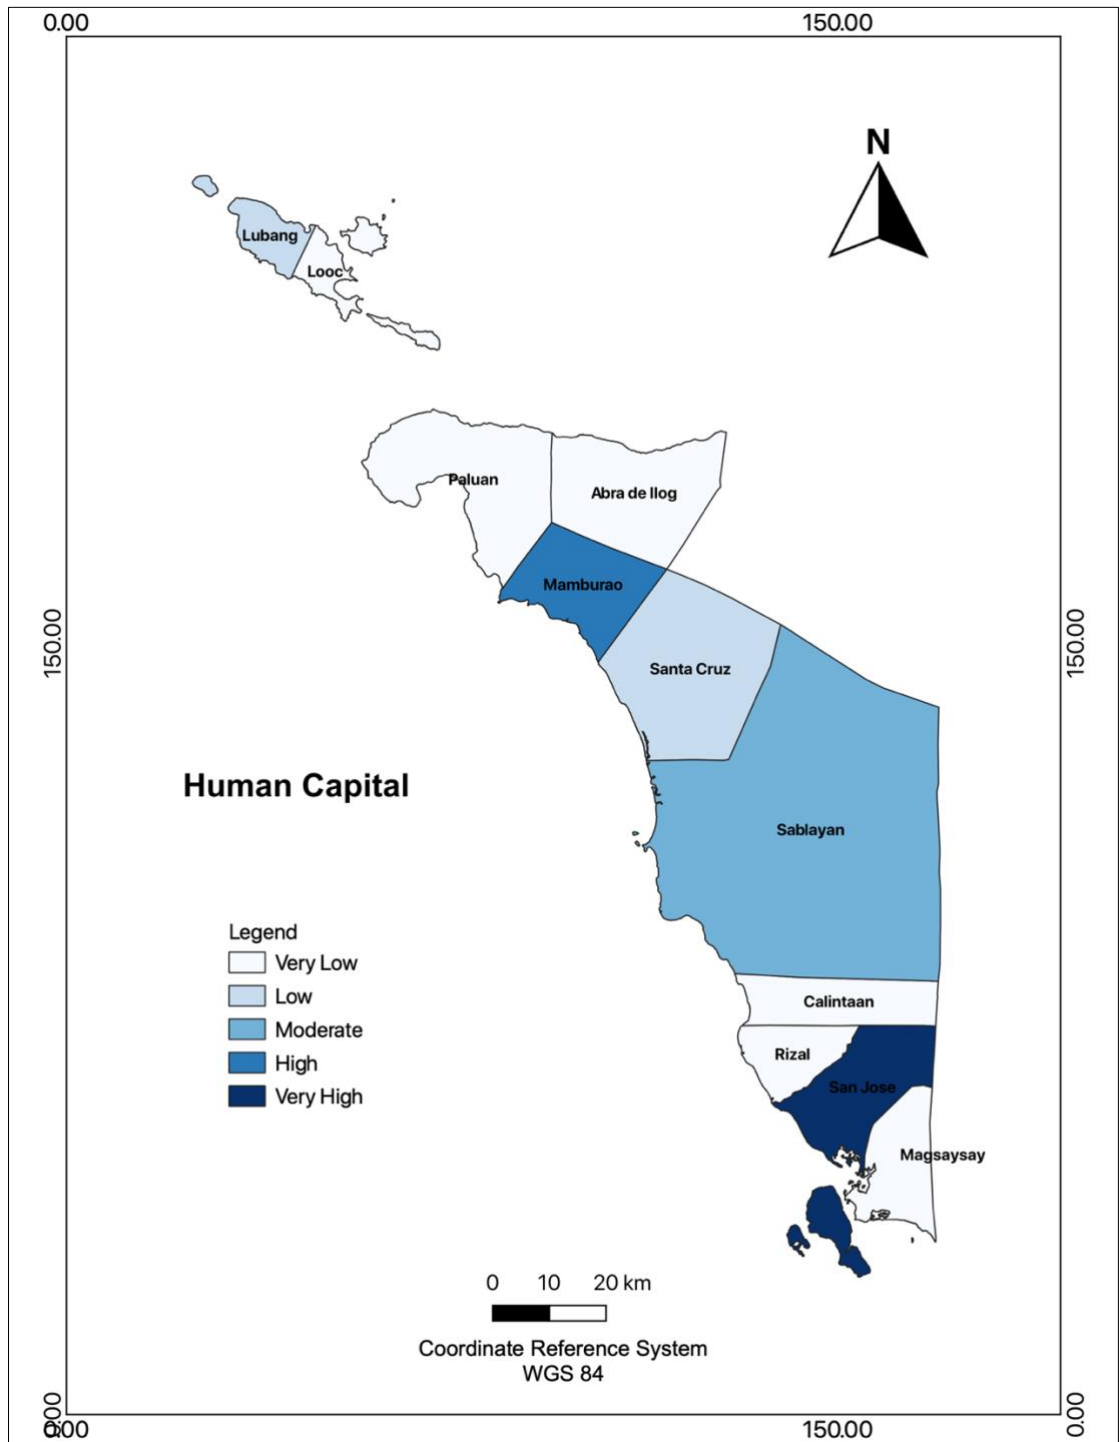 0.00
150.00
N
Lubang
Looc
Paluan
Abra de Ilog
Mamburao
150.00
150.00
Santa Cruz
Human Capital
Sablayan
Legend
Very Low
Low
Moderate
High
Very High
Calintaan
Rizal
San Jose
Magsaysay
0 10 20 km
Coordinate Reference System
WGS 84
0.00
0.00
0.00
150.00